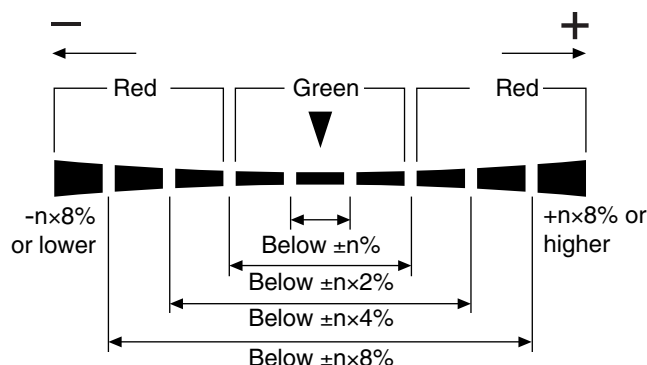 − +
Red Green Red
-n×8%
or lower
+n×8% or
higher
Below ±n%
Below ±n×2%
Below ±n×4%
Below ±n×8%